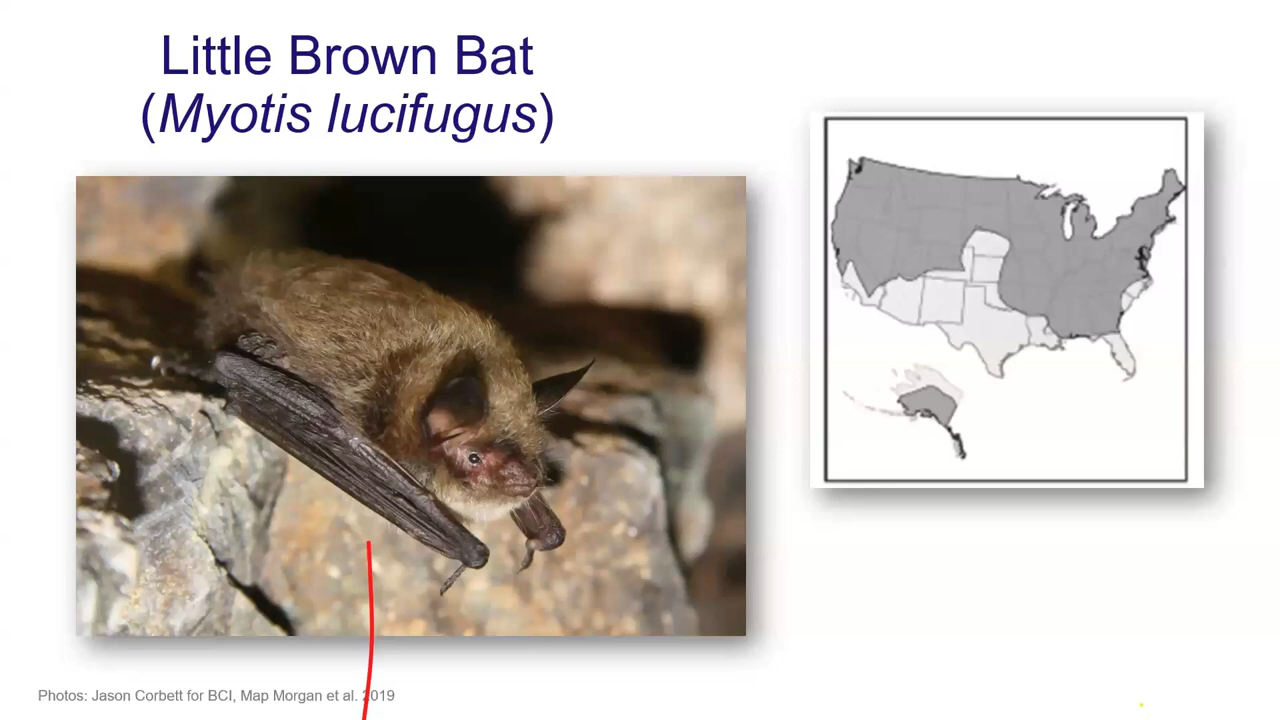 Little Brown Bat
(Myotis lucifugus)
Photos: Jason Corbett for BCI, Map Morgan et al. 2019